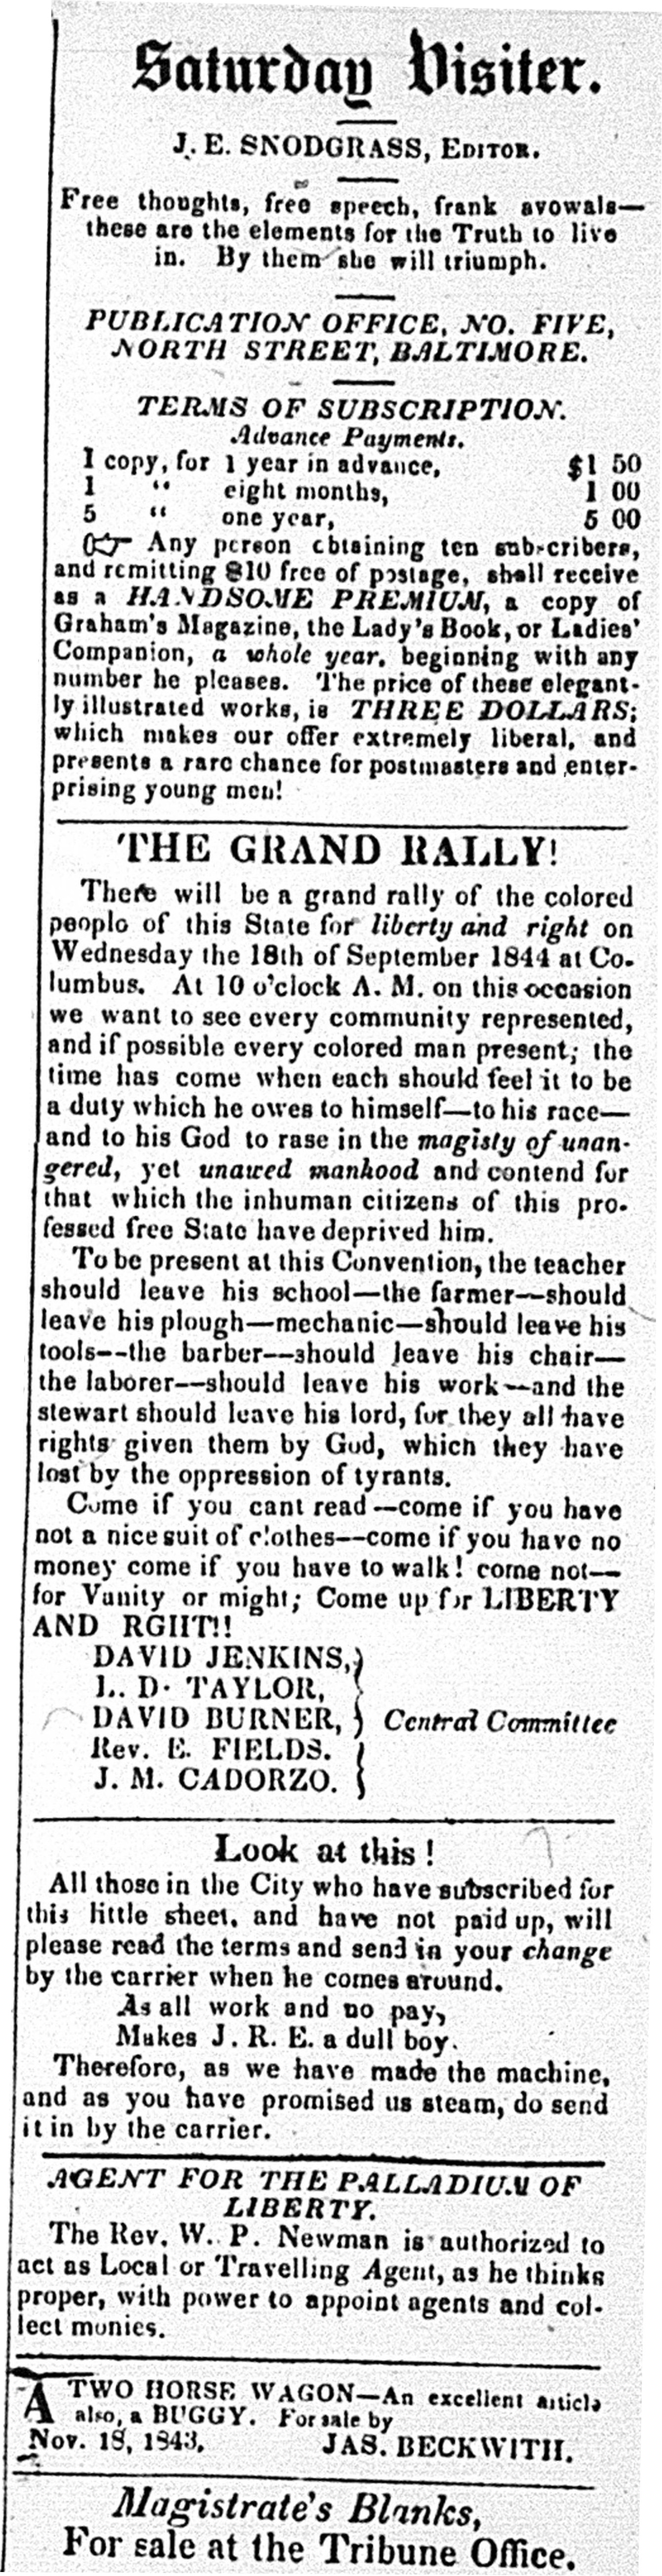 Saturday Visiter.
J. E. SNODGRASS, EDITOR.
Free thoughts, free speech, frank avowals—
these are the elements for the Truth to live
in. By them she will triumph.
PUBLICATION OFFICE, NO. FIVE,
NORTH STREET, BALTIMORE.
TERMS OF SUBSCRIPTION.
Advance Payments.
1 copy, for 1 year in advance, $1 50
1 " eight months, 1 00
5 " one year, 5 00
☞ Any person obtaining ten subscribers,
and remitting $10 free of postage, shall receive
as a HANDSOME PREMIUM, a copy of
Graham's Magazine, the Lady's Book, or Ladies'
Companion, a whole year, beginning with any
number he pleases. The price of these elegant-
ly illustrated works, is THREE DOLLARS;
which makes our offer extremely liberal, and
presents a rare chance for postmasters and enter-
prising young men!
THE GRAND RALLY!
There will be a grand rally of the colored
people of this State for liberty and right on
Wednesday the 18th of September 1844 at Co-
lumbus. At 10 o'clock A. M. on this occasion
we want to see every community represented,
and if possible every colored man present; the
time has come when each should feel it to be
a duty which he owes to himself—to his race—
and to his God to rase in the magisty of unan-
gered, yet unawed manhood and contend for
that which the inhuman citizens of this pro-
fessed free State have deprived him.
To be present at this Convention, the teacher
should leave his school—the farmer—should
leave his plough—mechanic—should leave his
tools--the barber--should leave his chair—
the laborer--should leave his work--and the
stewart should leave his lord, for they all have
rights given them by God, which they have
lost by the oppression of tyrants.
Come if you cant read—come if you have
not a nice suit of clothes--come if you have no
money come if you have to walk! come not—
for Vanity or might; Come up for LIBERTY
AND RGIIT!!
DAVID JENKINS,
L. D. TAYLOR,
DAVID BURNER, Central Committee
Rev. E. FIELDS.
J. M. CADORZO.
Look at this!
All those in the City who have subscribed for
this little sheet, and have not paid up, will
please read the terms and send in your change
by the carrier when he comes around.
As all work and no pay,
Makes J. R. E. a dull boy.
Therefore, as we have made the machine,
and as you have promised us steam, do send
it in by the carrier.
AGENT FOR THE PALLADIUM OF
LIBERTY.
The Rev. W. P. Newman is authorized to
act as Local or Travelling Agent, as he thinks
proper, with power to appoint agents and col-
lect monies.
A TWO HORSE WAGON—An excellent article
also, a BUGGY. For sale by
Nov. 18, 1843. JAS. BECKWITH.
Magistrate's Blanks,
For sale at the Tribune Office.